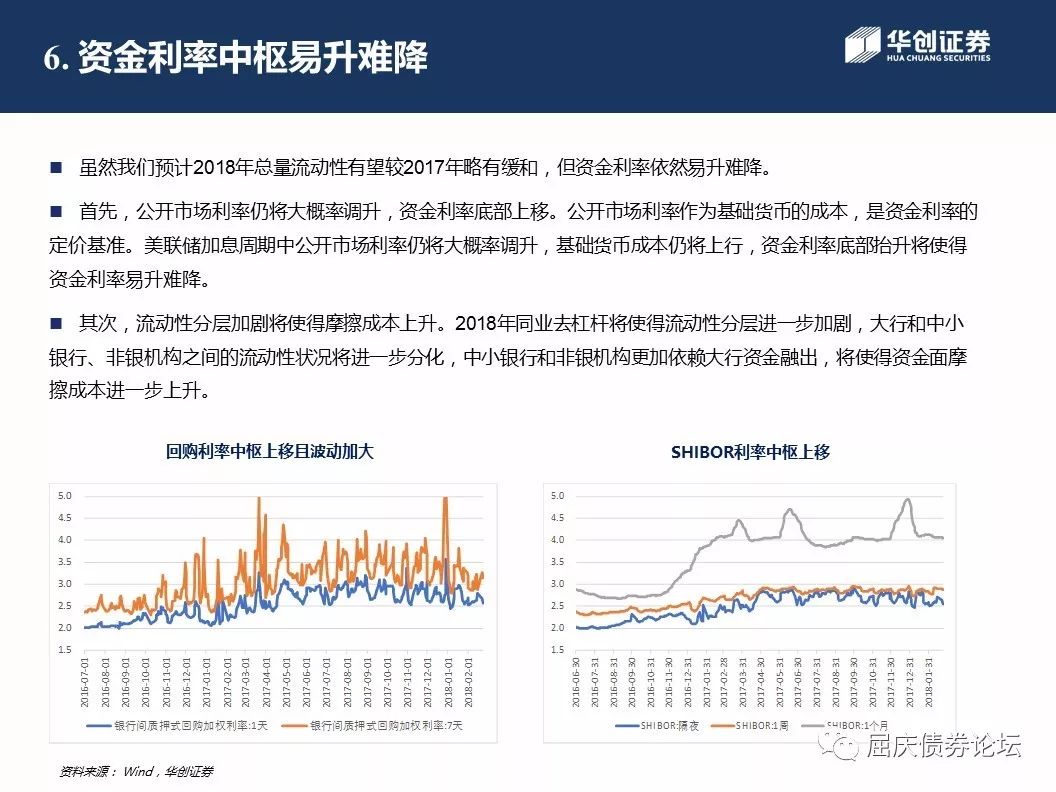 6. 资金利率中枢易升难降
华创证券
HUA CHUANG SECURITIES
■ 虽然我们预计2018年总量流动性有望较2017年略有缓和，但资金利率依然易升难降。
■ 首先，公开市场利率仍将大概率调升，资金利率底部上移。公开市场利率作为基础货币的成本，是资金利率的
定价基准。美联储加息周期中公开市场利率仍将大概率调升，基础货币成本仍将上行，资金利率底部抬升将使得
资金利率易升难降。
■ 其次，流动性分层加剧将使得摩擦成本上升。2018年同业去杠杆将使得流动性分层进一步加剧，大行和中小
银行、非银机构之间的流动性状况将进一步分化，中小银行和非银机构更加依赖大行资金融出，将使得资金面摩
擦成本进一步上升。
回购利率中枢上移且波动加大
5.0
4.5
4.0
3.5
3.0
2.5
2.0
1.5
2016-07-01
2016-08-01
2016-09-01
2016-10-01
2016-11-01
2016-12-01
2017-01-01
2017-02-01
2017-03-01
2017-04-01
2017-05-01
2017-06-01
2017-07-01
2017-08-01
2017-09-01
2017-10-01
2017-11-01
2017-12-01
2018-01-01
2018-02-01
银行间质押式回购加权利率:1天
银行间质押式回购加权利率:7天
SHIBOR利率中枢上移
5.0
4.5
4.0
3.5
3.0
2.5
2.0
1.5
2016-06-30
2016-07-31
2016-08-31
2016-09-30
2016-10-31
2016-11-30
2016-12-31
2017-01-31
2017-02-28
2017-03-31
2017-04-30
2017-05-31
2017-06-30
2017-07-31
2017-08-31
2017-09-30
2017-10-31
2017-11-30
2017-12-31
2018-01-31
SHIBOR:隔夜
SHIBOR:1周
SHIBOR:1个月
屈庆债券论坛
资料来源： Wind，华创证券